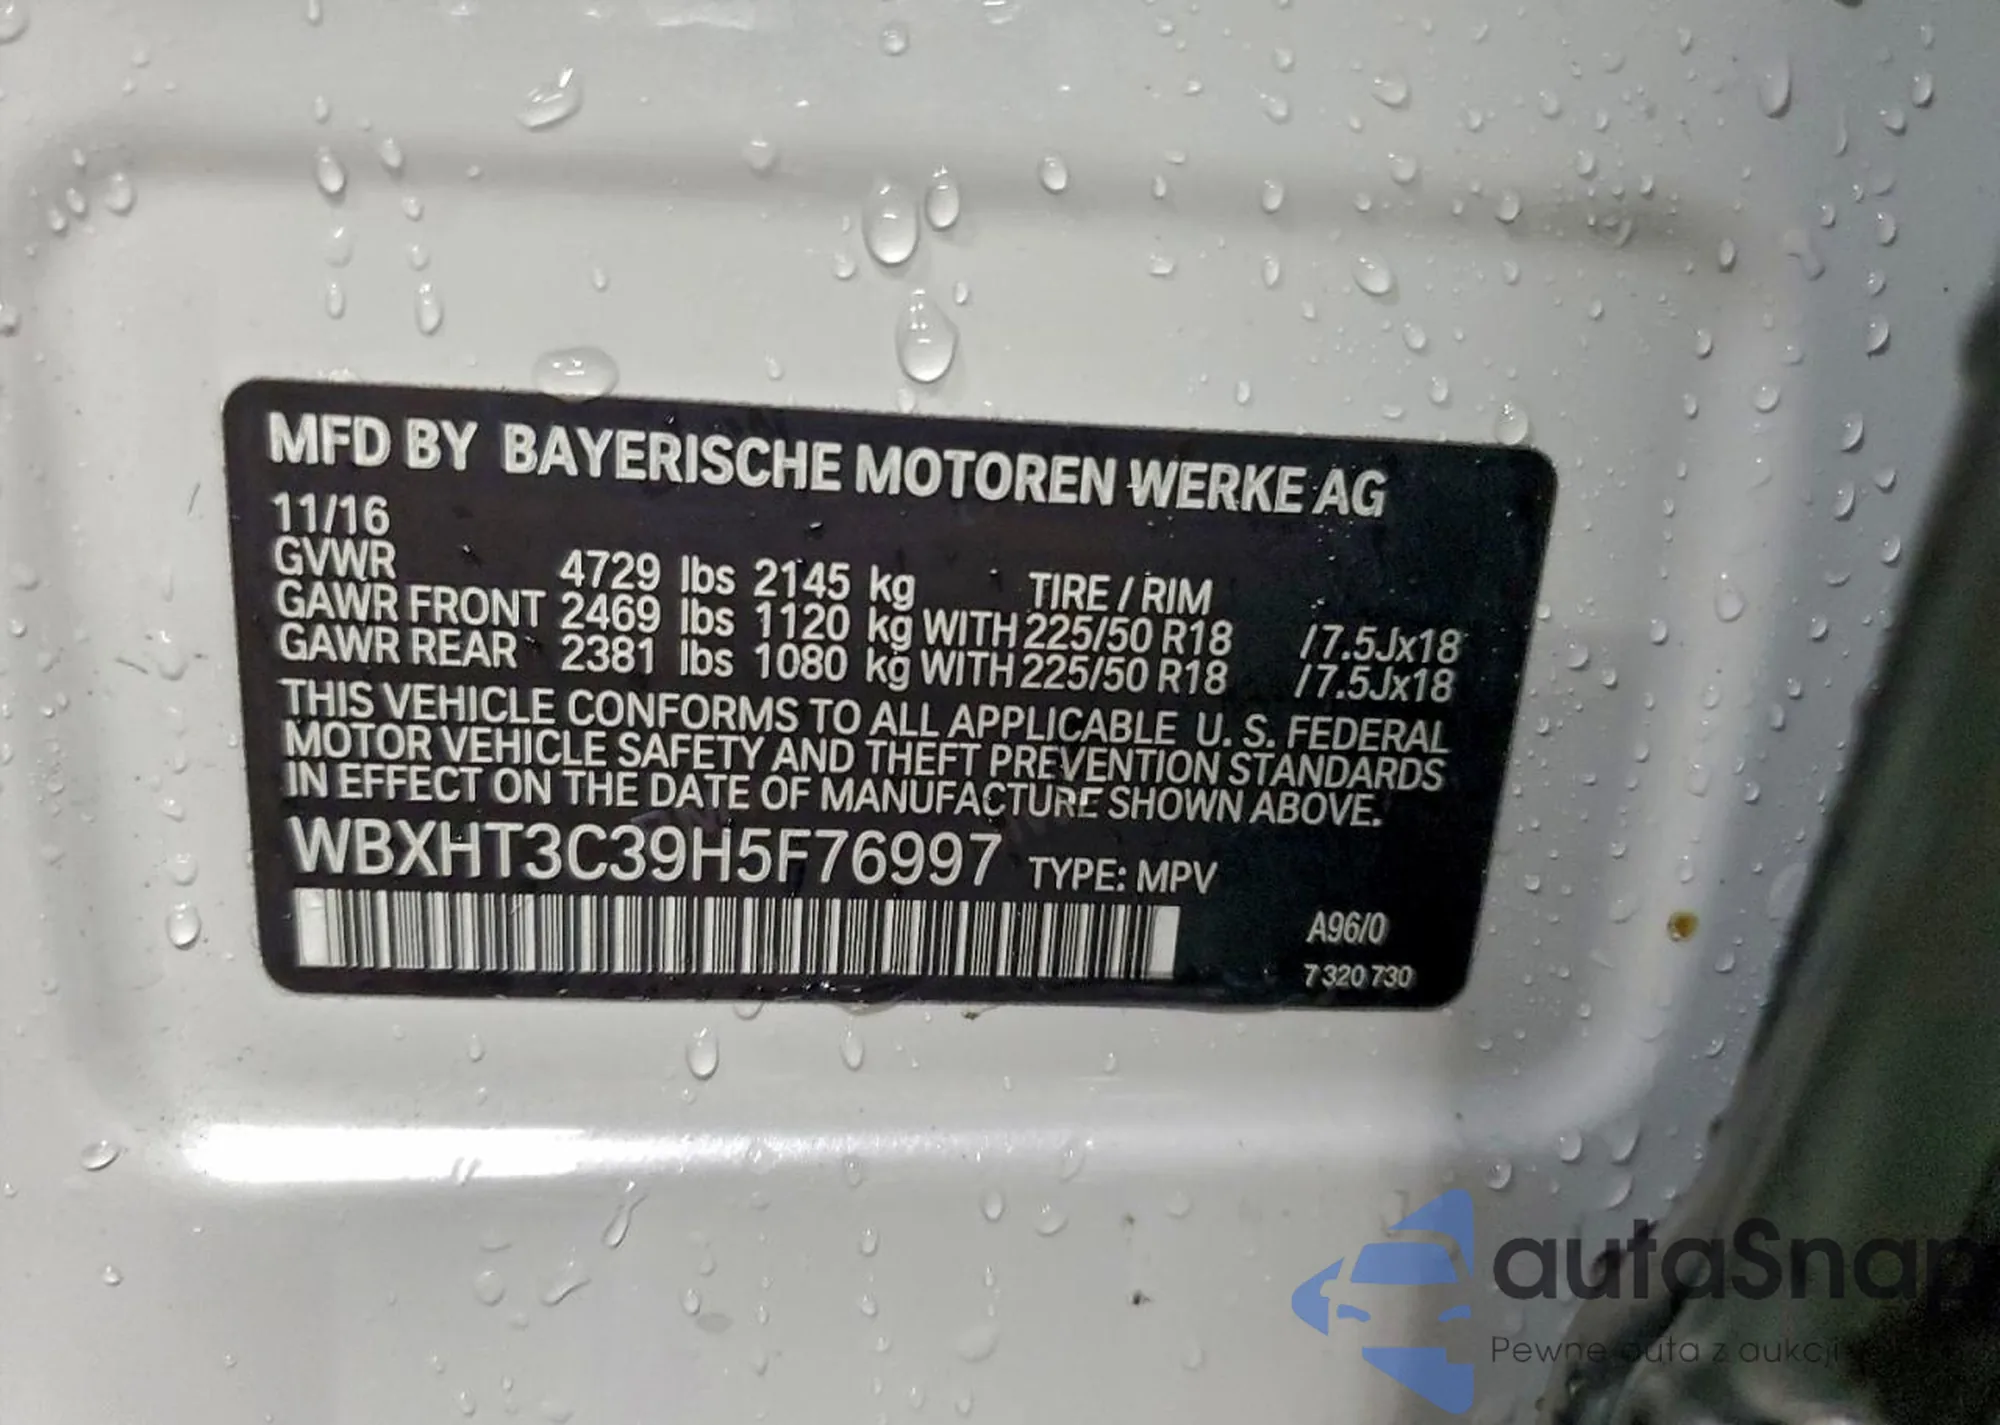 MFD BY BAYERISCHE MOTOREN WERKE AG
11/16
GVWR 4729 lbs 2145 kg TIRE / RIM
GAWR FRONT 2469 lbs 1120 kg WITH 225/50 R18 /7.5Jx18
GAWR REAR 2381 lbs 1080 kg WITH 225/50 R18 /7.5Jx18
THIS VEHICLE CONFORMS TO ALL APPLICABLE U. S. FEDERAL
MOTOR VEHICLE SAFETY AND THEFT PREVENTION STANDARDS
IN EFFECT ON THE DATE OF MANUFACTURE SHOWN ABOVE.
WBXHT3C39H5F76997 TYPE: MPV
A96/0
7 320 730
autaSnap
Pewne auta z aukcji